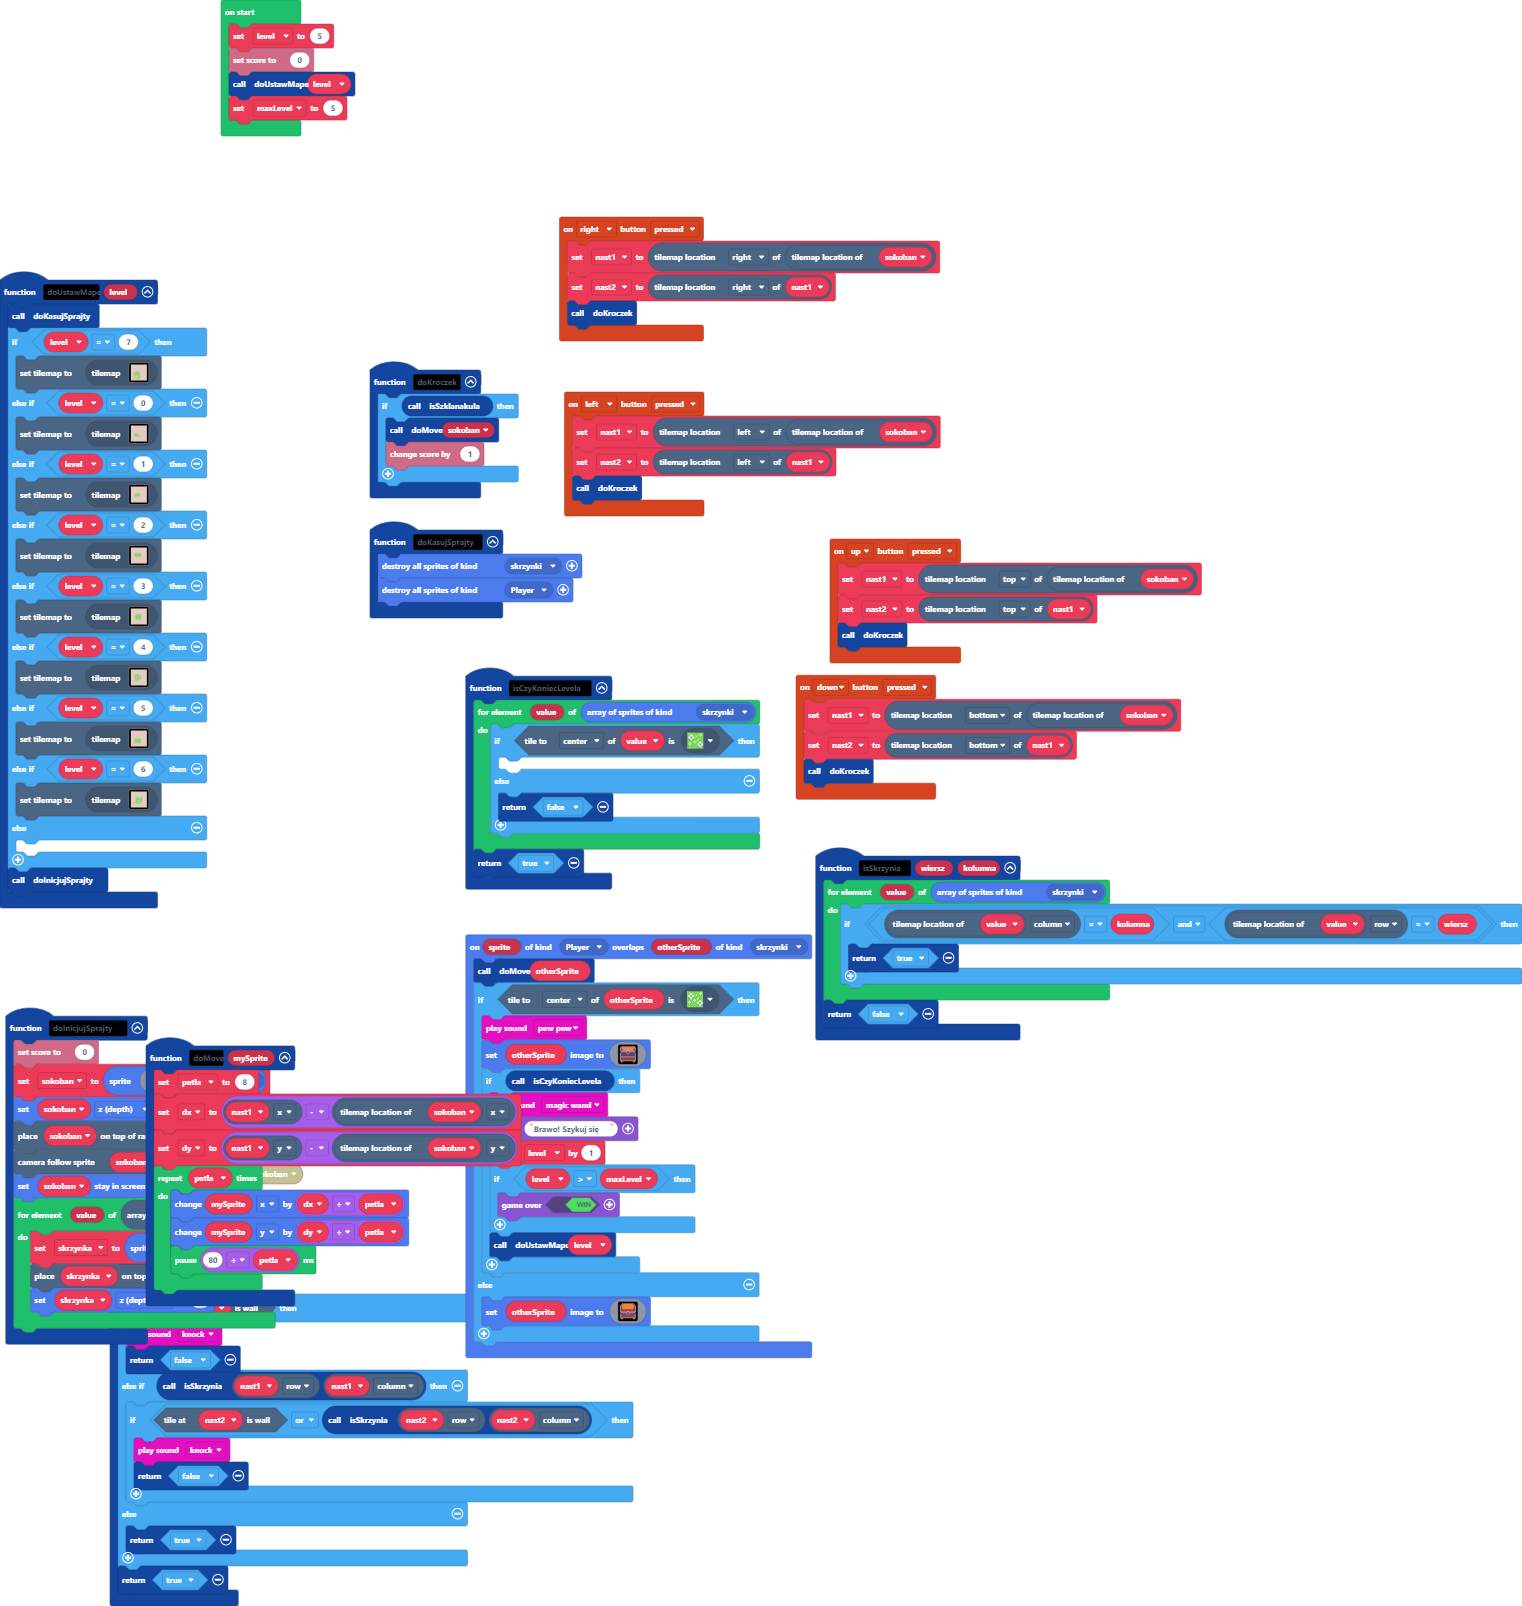 on start
set level to 5
set score to 0
call doUstawMape level
set maxLevel to 5
function doUstawMape level
call doKasujSprajty
if level = 7 then
set tilemap to tilemap
else if level = 0 then
set tilemap to tilemap
else if level = 1 then
set tilemap to tilemap
else if level = 2 then
set tilemap to tilemap
else if level = 3 then
set tilemap to tilemap
else if level = 4 then
set tilemap to tilemap
else if level = 5 then
set tilemap to tilemap
else if level = 6 then
set tilemap to tilemap
else
call doInicjujSprajty
on right button pressed
set nast1 to tilemap location right of tilemap location of sokoban
set nast2 to tilemap location right of nast1
call doKroczek
function doKroczek
if call isSzklanakula then
call doMove sokoban
change score by 1
on left button pressed
set nast1 to tilemap location left of tilemap location of sokoban
set nast2 to tilemap location left of nast1
call doKroczek
function doKasujSprajty
destroy all sprites of kind skrzynki
destroy all sprites of kind Player
on up button pressed
set nast1 to tilemap location top of tilemap location of sokoban
set nast2 to tilemap location top of nast1
call doKroczek
on down button pressed
set nast1 to tilemap location bottom of tilemap location of sokoban
set nast2 to tilemap location bottom of nast1
call doKroczek
function isCzyKoniecLevela
for element value of array of sprites of kind skrzynki
do
if tile to center of value is then
else
return false
return true
function isSkrzynia wiersz kolumna
for element value of array of sprites of kind skrzynki
do
if tilemap location of value column = kolumna and tilemap location of value row = wiersz then
return true
return false
on sprite of kind Player overlaps otherSprite of kind skrzynki
call doMove otherSprite
if tile to center of otherSprite is then
play sound pew pew
set otherSprite image to
if call isCzyKoniecLevela then
und magic wand
"Brawo! Szykuj się "
level by 1
if level > maxLevel then
game over WIN
call doUstawMape level
else
set otherSprite image to
function doInicjujSprajty
set score to 0
set sokoban to sprite
set sokoban z (depth)
place sokoban on top of ra
camera follow sprite sokoba
set sokoban stay in screen
for element value of array
do
set skrzynka to spri
place skrzynka on top
set skrzynka z (dept
function doMove mySprite
set petla to 8
set dx to nast1 x - tilemap location of sokoban x
set dy to nast1 y - tilemap location of sokoban y
repeat petla times
okoban
do
change mySprite x by dx ÷ petla
change mySprite y by dy ÷ petla
pause 80 ÷ petla ms
is wall then
sound knock
return false
else if call isSkrzynia nast1 row nast1 column then
if tile at nast2 is wall or call isSkrzynia nast2 row nast2 column then
play sound knock
return false
else
return true
return true